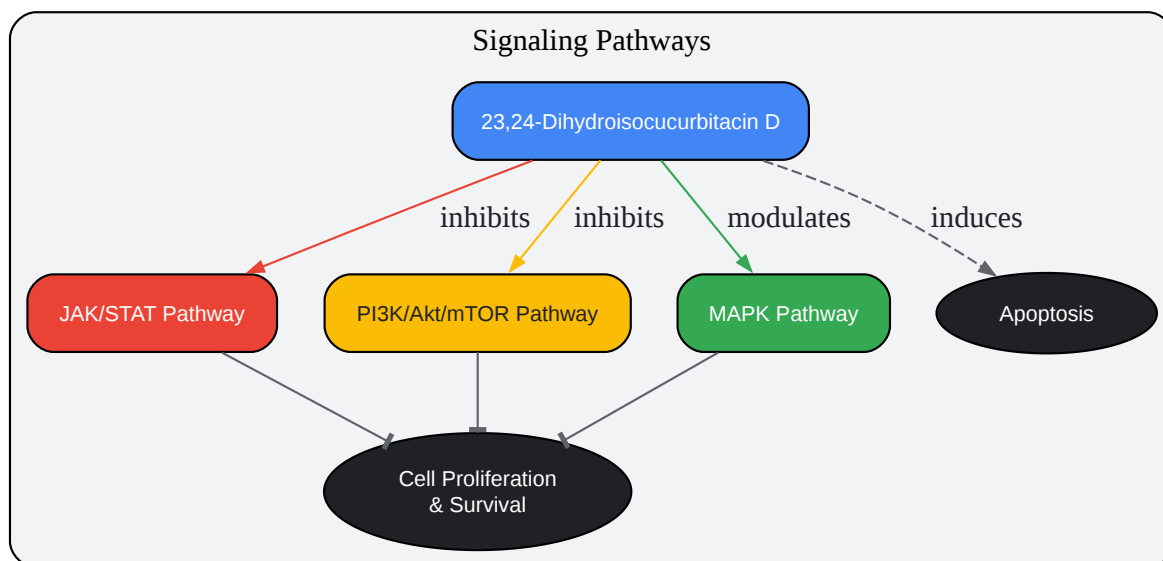 Signaling Pathways
23,24-Dihydroisocucurbitacin D
inhibits
inhibits
modulates
induces
JAK/STAT Pathway
PI3K/Akt/mTOR Pathway
MAPK Pathway
Apoptosis
Cell Proliferation
& Survival